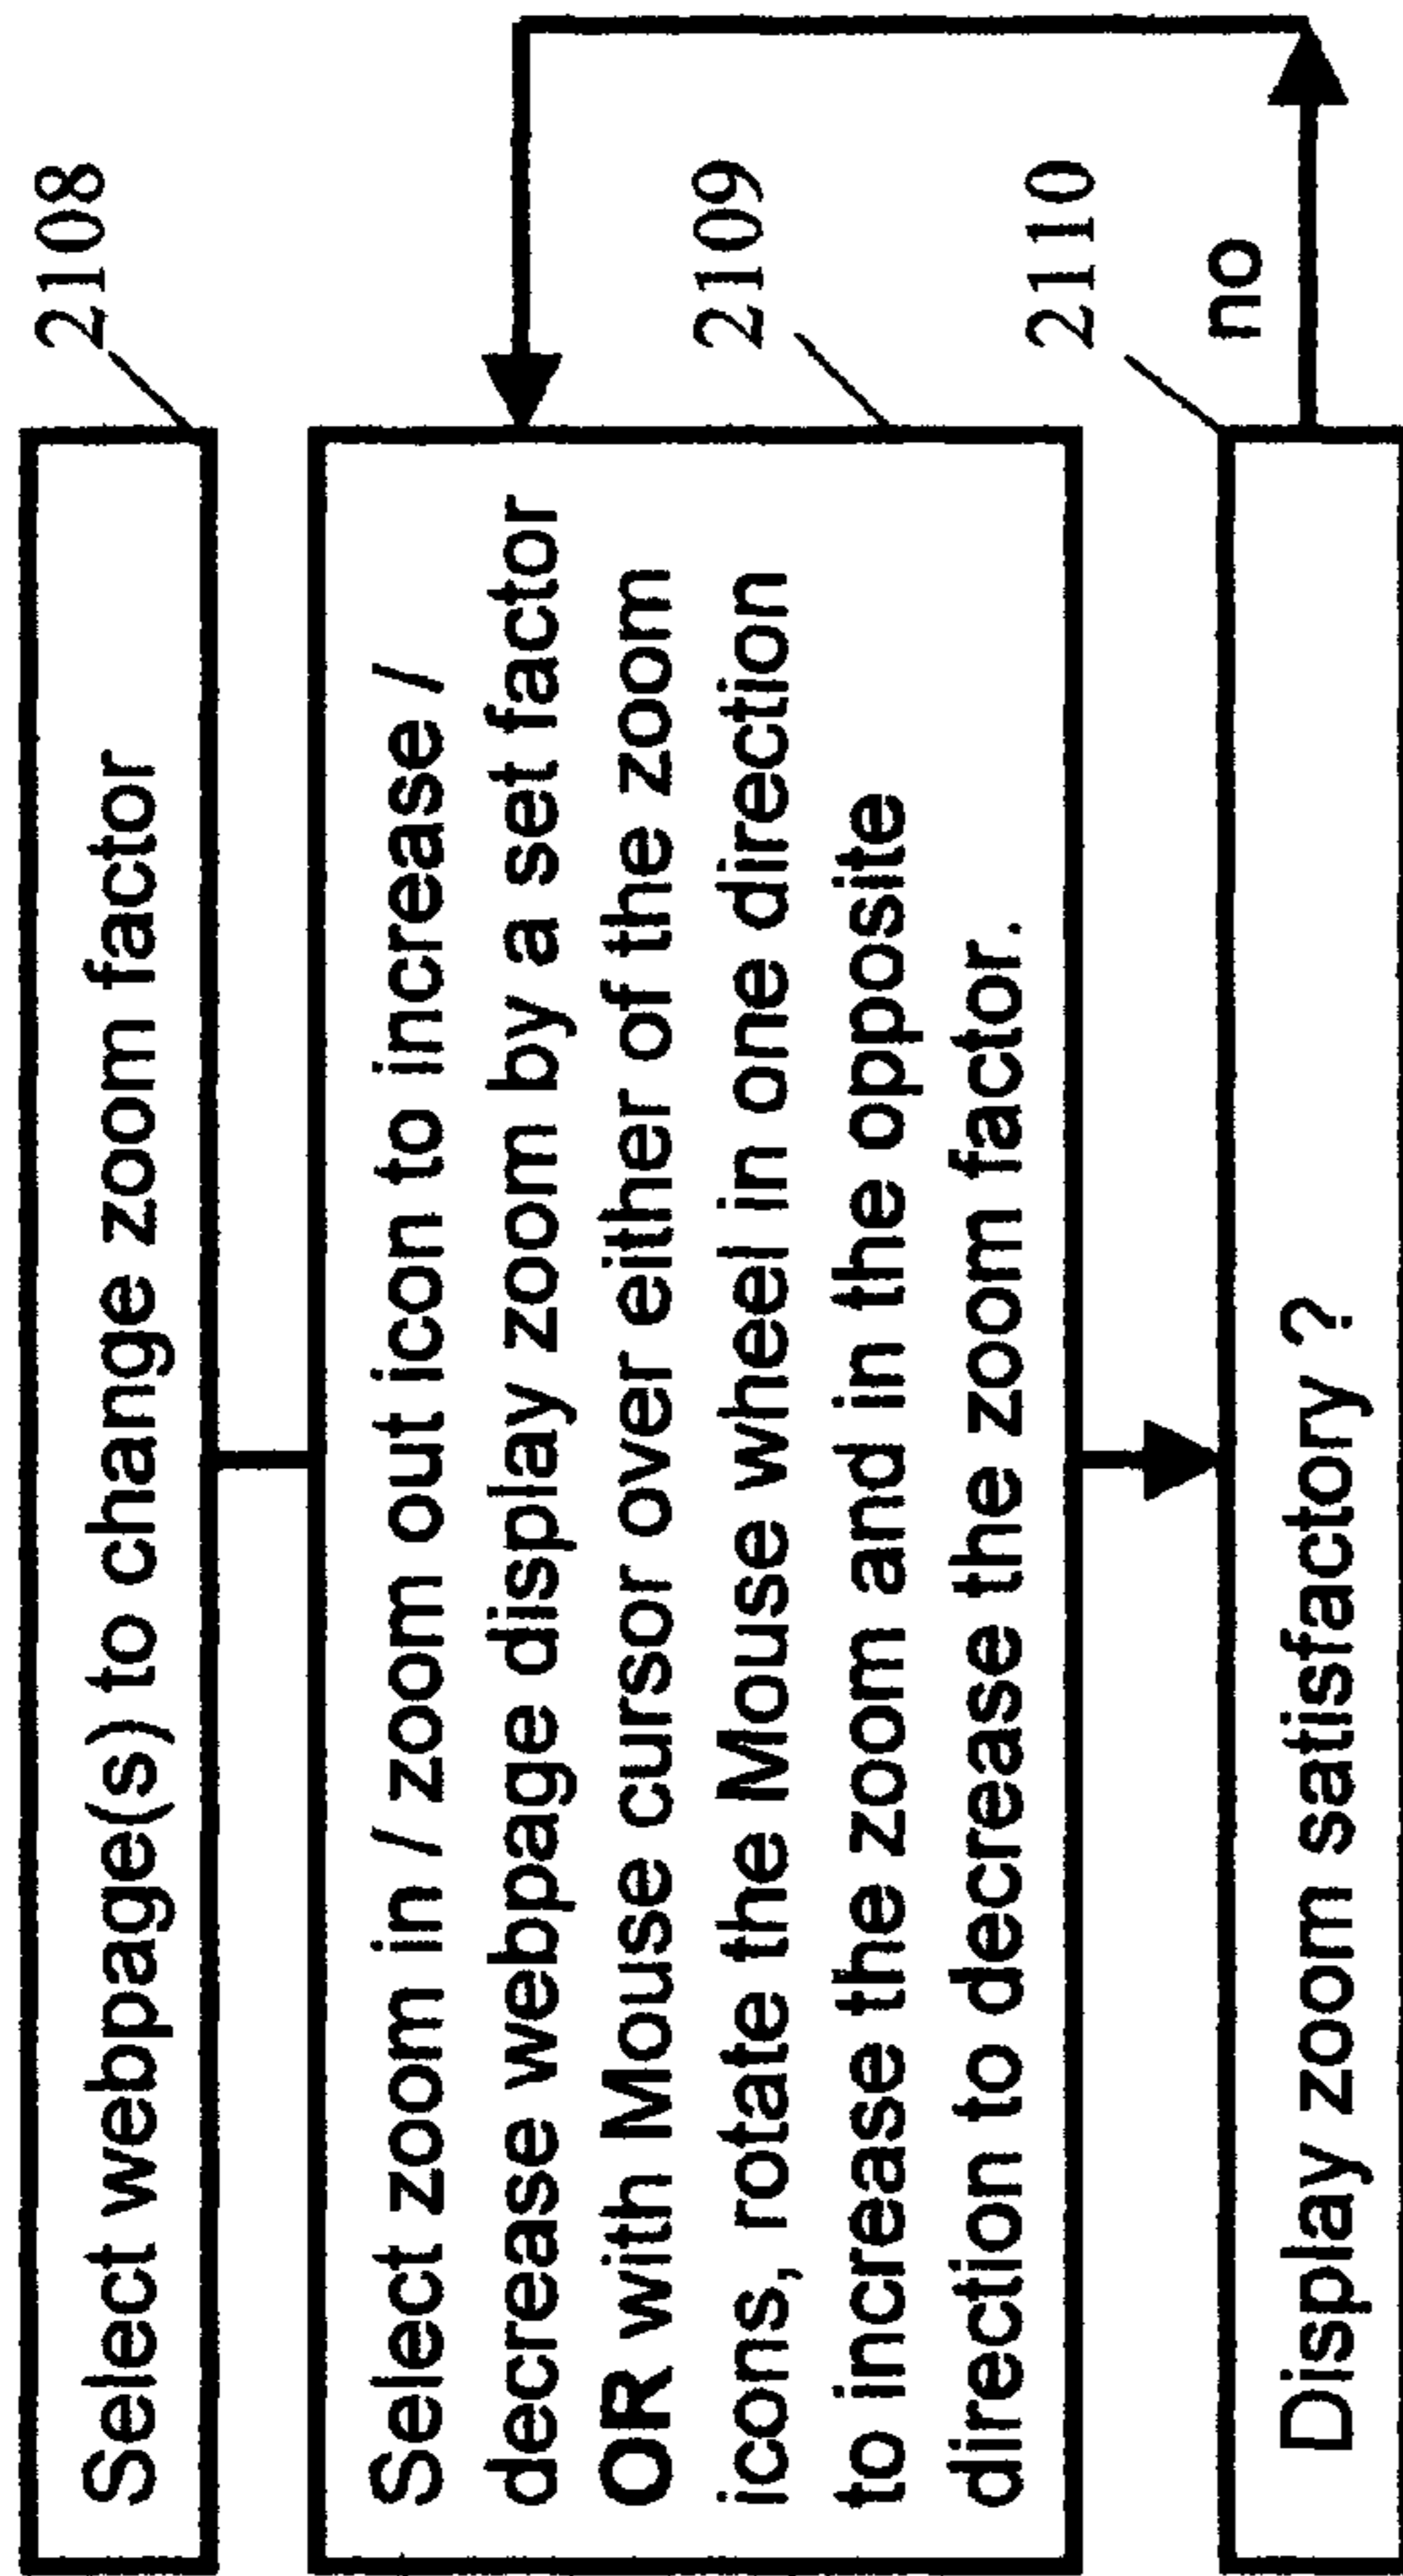 Select webpage(s) to change zoom factor
2108
Select zoom in / zoom out icon to increase /
decrease webpage display zoom by a set factor
OR with Mouse cursor over either of the zoom
icons, rotate the Mouse wheel in one direction
to increase the zoom and in the opposite
direction to decrease the zoom factor.
2109
Display zoom satisfactory ?
2110
no